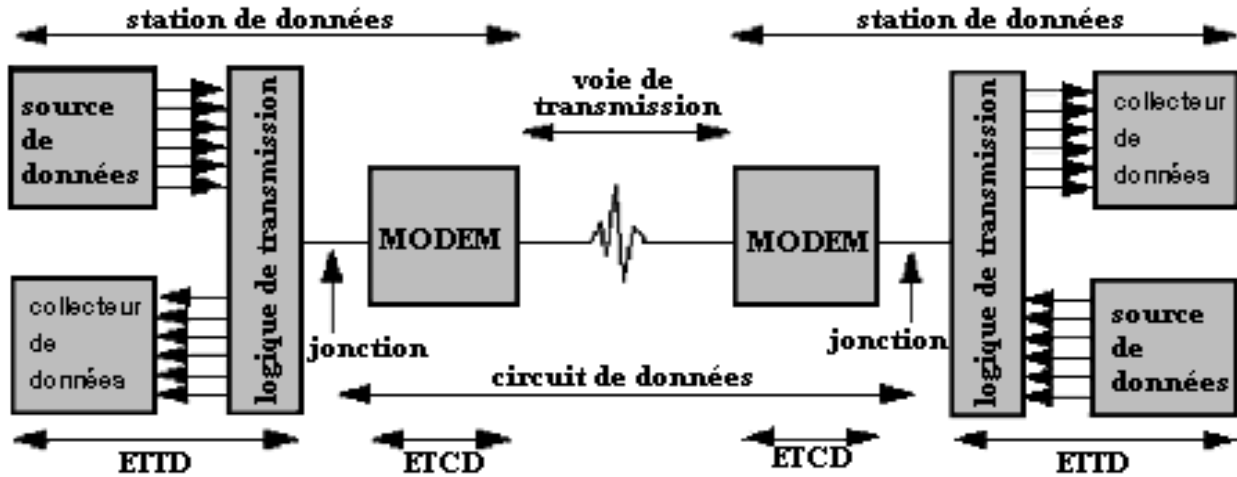 station de données
station de données
source
de
données
logique de transmission
voie de
transmission
logique de transmission
collecteur
de
données
MODEM
MODEM
collecteur
de
données
jonction
jonction
source
de
données
circuit de données
ETTD
ETCD
ETCD
ETTD